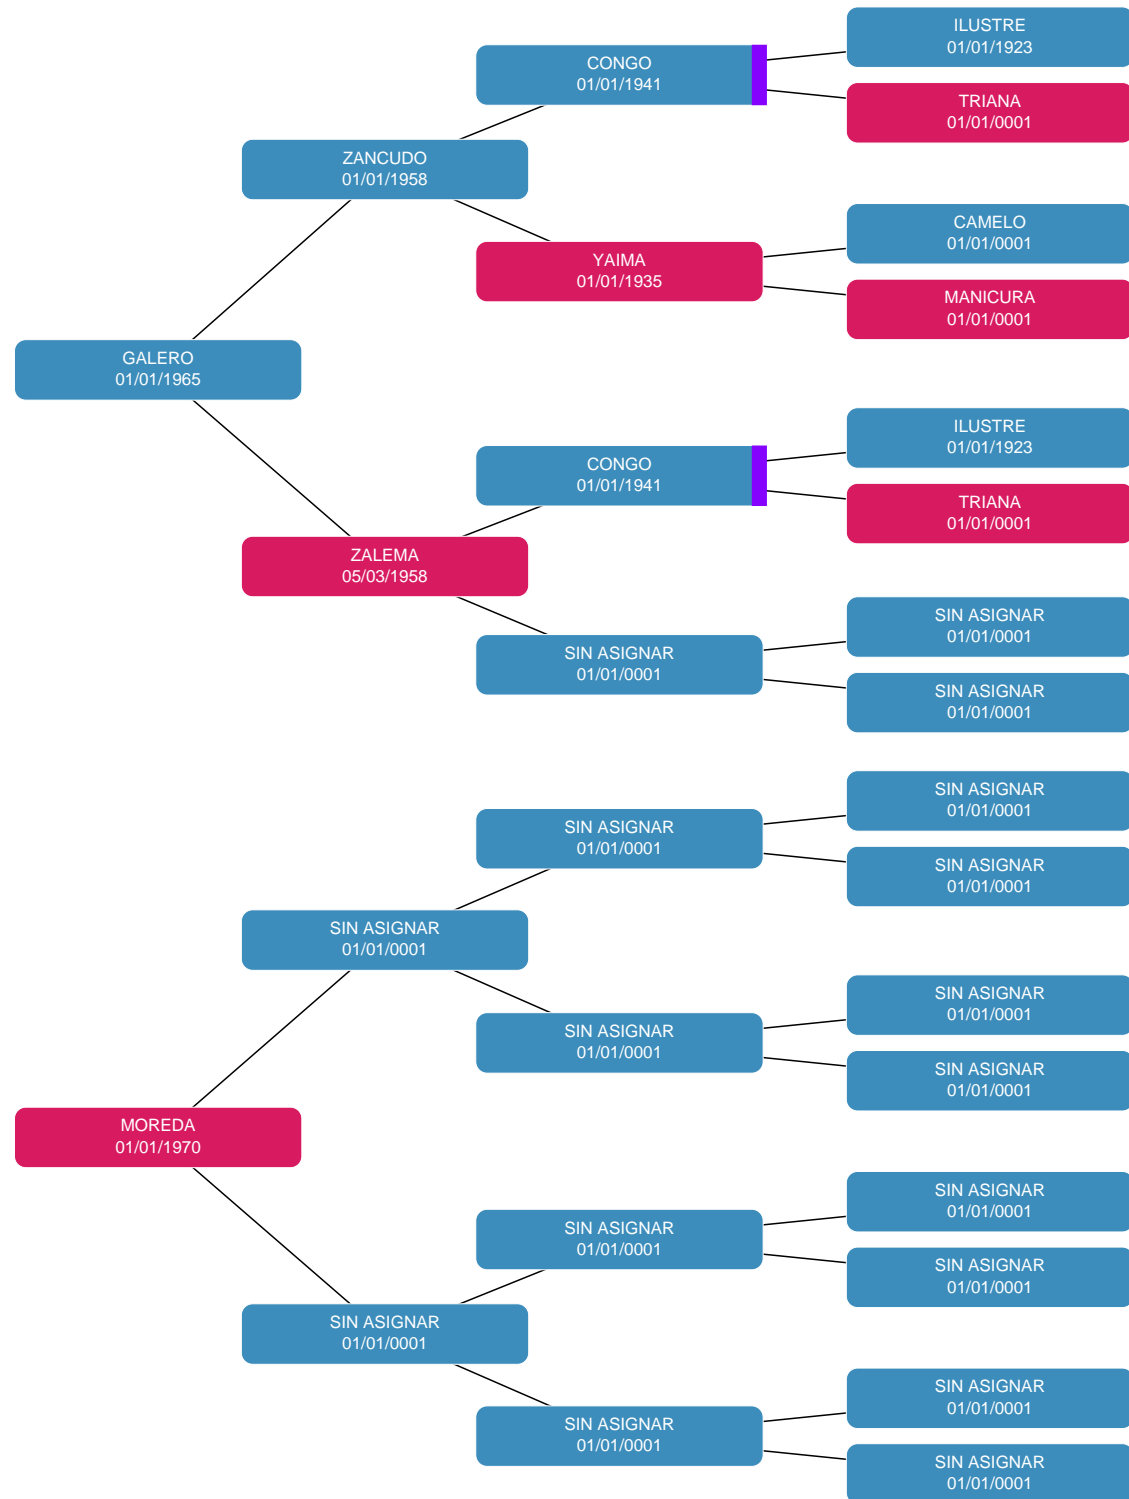 ILUSTRE
01/01/1923
CONGO
01/01/1941
TRIANA
01/01/0001
ZANCUDO
01/01/1958
CAMELO
01/01/0001
YAIMA
01/01/1935
MANICURA
01/01/0001
GALERO
01/01/1965
ILUSTRE
01/01/1923
CONGO
01/01/1941
TRIANA
01/01/0001
ZALEMA
05/03/1958
SIN ASIGNAR
01/01/0001
SIN ASIGNAR
01/01/0001
SIN ASIGNAR
01/01/0001
SIN ASIGNAR
01/01/0001
SIN ASIGNAR
01/01/0001
SIN ASIGNAR
01/01/0001
SIN ASIGNAR
01/01/0001
SIN ASIGNAR
01/01/0001
SIN ASIGNAR
01/01/0001
SIN ASIGNAR
01/01/0001
MOREDA
01/01/1970
SIN ASIGNAR
01/01/0001
SIN ASIGNAR
01/01/0001
SIN ASIGNAR
01/01/0001
SIN ASIGNAR
01/01/0001
SIN ASIGNAR
01/01/0001
SIN ASIGNAR
01/01/0001
SIN ASIGNAR
01/01/0001